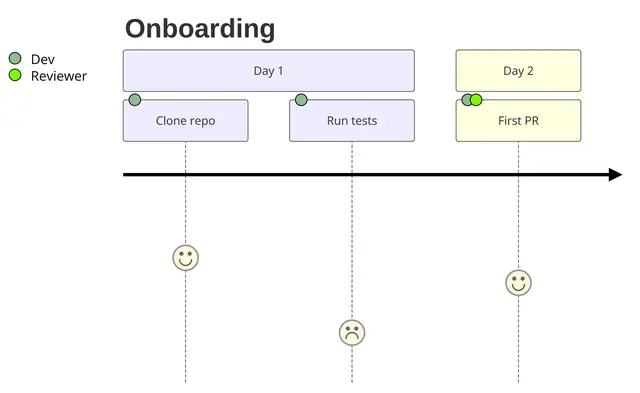 Onboarding
Dev
Reviewer
Day 1
Day 2
Clone repo
Run tests
First PR